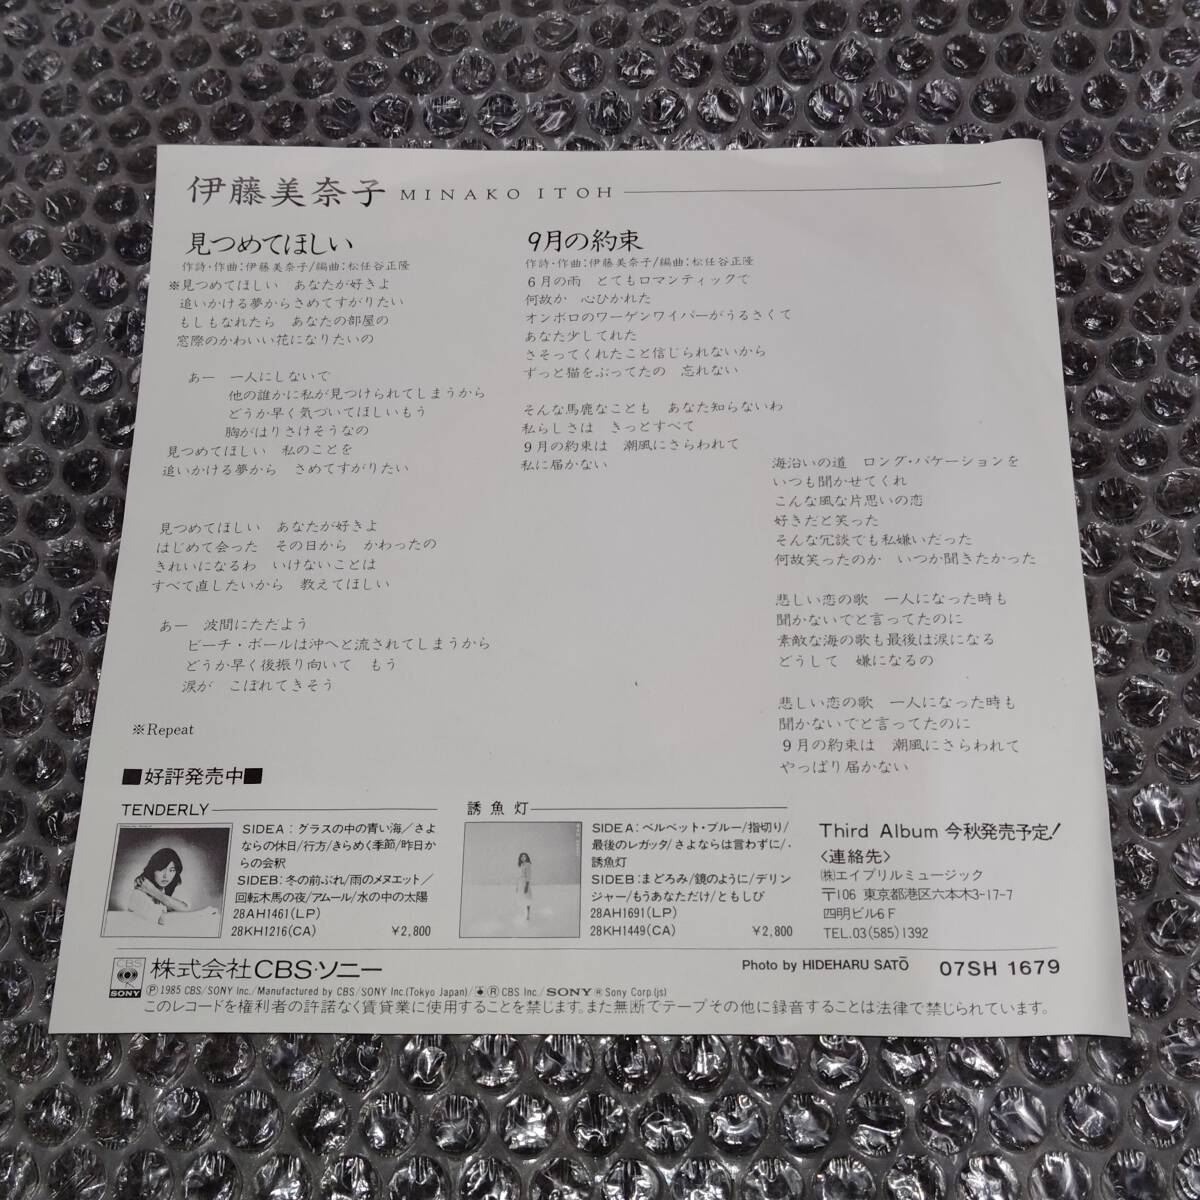 伊藤美奈子 MINAKO ITOH
見つめてほしい
作詩・作曲:伊藤美奈子/編曲:松任谷正隆
※見つめてほしい　あなたが好きよ
追いかける夢からさめてすがりたい
もしもなれたら　あなたの部屋の
窓際のかわいい花になりたいの
あー　一人にしないで
他の誰かに私が見つけられてしまうから
どうか早く気づいてほしいもう
胸がはりさけそうなの
見つめてほしい　私のことを
追いかける夢から　さめてすがりたい
見つめてほしい　あなたが好きよ
はじめて会った　その日から　かわったの
きれいになるわ　いけないことは
すべて直したいから　教えてほしい
あー　波間にただよう
ビーチ・ボールは沖へと流されてしまうから
どうか早く後振り向いて　もう
涙が　こぼれてきそう
※Repeat
9月の約束
作詩・作曲:伊藤美奈子/編曲:松任谷正隆
6月の雨　とてもロマンティックで
何故か　心ひかれた
オンボロのワーゲンワイパーがうるさくて
あなた少してれた
さそってくれたこと信じられないから
ずっと猫をぶってたの　忘れない
そんな馬鹿なことも　あなた知らないわ
私らしさは　きっとすべて
9月の約束は　潮風にさらわれて
私に届かない
海沿いの道　ロング・バケーションを
いつも聞かせてくれ
こんな風な片思いの恋
好きだと笑った
そんな冗談でも私嫌いだった
何故笑ったのか　いつか聞きたかった
悲しい恋の歌　一人になった時も
聞かないでと言ってたのに
素敵な海の歌も最後は涙になる
どうして　嫌になるの
悲しい恋の歌　一人になった時も
聞かないでと言ってたのに
9月の約束は　潮風にさらわれて
やっぱり届かない
■好評発売中■
TENDERLY
SIDEA:グラスの中の青い海/さよ
ならの休日/行方/きらめく季節/昨日か
らの会釈
SIDEB:冬の前ぶれ/雨のメヌエット/
回転木馬の夜/アムール/水の中の太陽
28AH1461(LP)
28KH1216(CA) ¥2,800
誘魚灯
SIDEA:ベルベット・ブルー/指切り/
最後のレガッタ/さよならは言わずに/
誘魚灯
SIDEB:まどろみ/鏡のように/デリン
ジャー/もうあなただけ/ともしび
28AH1691(LP)
28KH1449(CA) ¥2,800
Third Album 今秋発売予定!
〈連絡先〉
㈱エイプリルミュージック
〒106 東京都港区六本木3-17-7
四明ビル6F
TEL.03(585)1392
CBS
SONY
株式会社CBS・ソニー
Photo by HIDEHARU SATŌ 07SH 1679
Ⓟ1985 CBS/SONY Inc./Manufactured by CBS/SONY Inc.(Tokyo Japan)/Ⓡ CBS Inc./SONY® Sony Corp.(js)
このレコードを権利者の許諾なく賃貸業に使用することを禁じます。また無断でテープその他に録音することは法律で禁じられています。